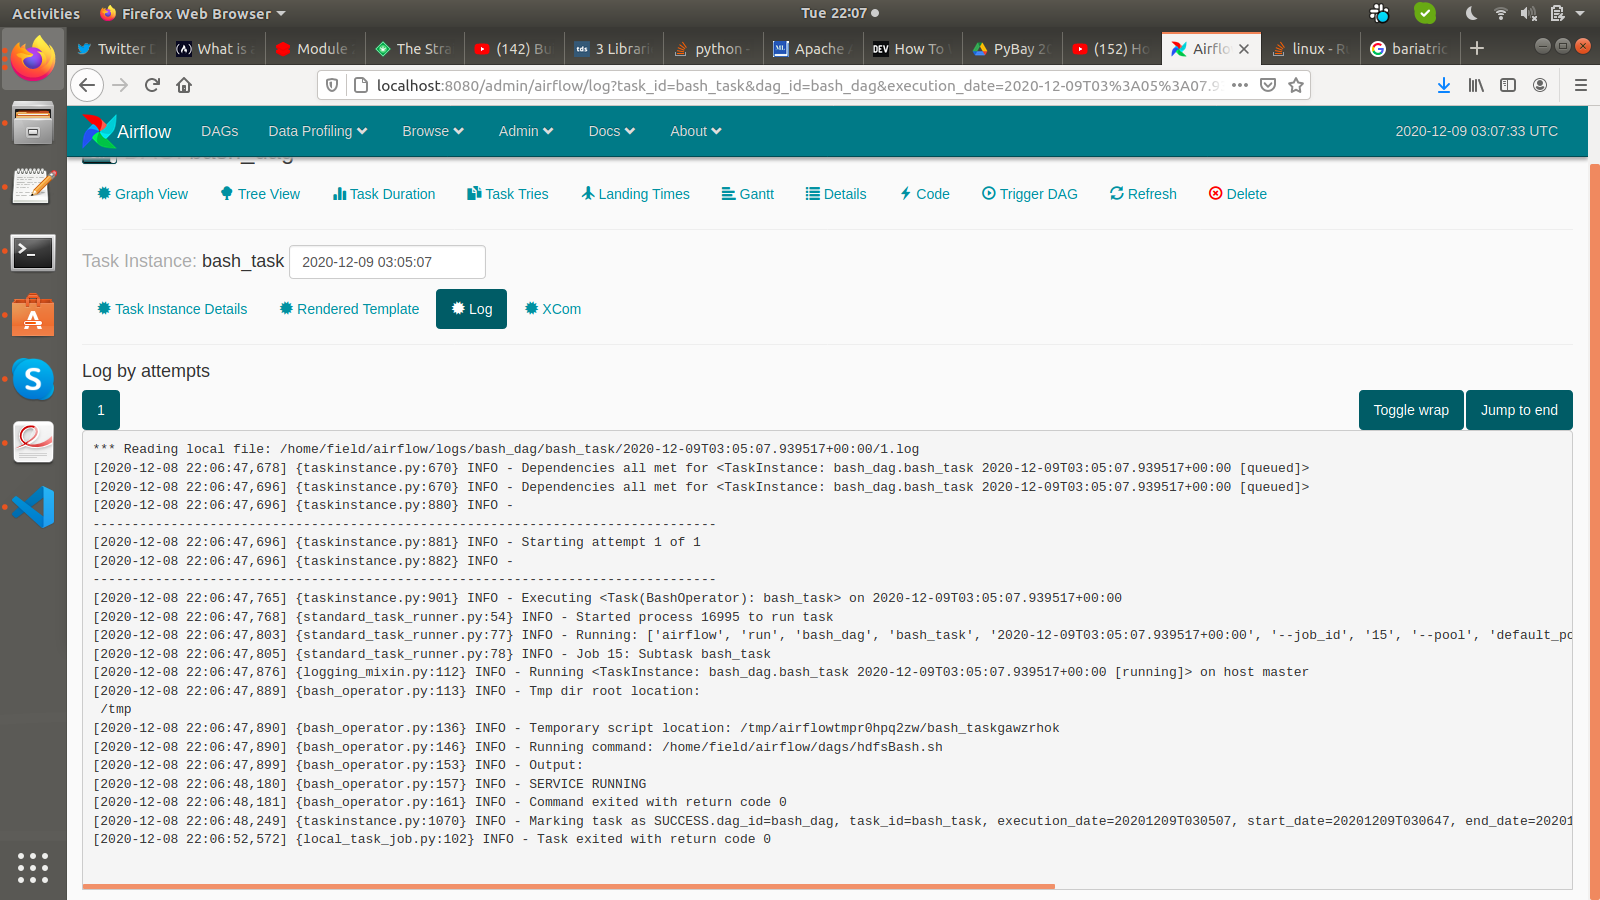 Activities
Firefox Web Browser
Tue 22:07
Twitter
What is
Module
The Stra
(142) Bu
tds
3 Librari
python -
ML
Apache
DEV
How To
PyBay 20
(152) Ho
Airflo
linux - R
bariatric
localhost:8080/admin/airflow/log?task_id=bash_task&dag_id=bash_dag&execution_date=2020-12-09T03%3A05%3A07.9
Airflow
DAGs
Data Profiling
Browse
Admin
Docs
About
2020-12-09 03:07:33 UTC
Graph View
Tree View
Task Duration
Task Tries
Landing Times
Gantt
Details
Code
Trigger DAG
Refresh
Delete
Task Instance: bash_task 2020-12-09 03:05:07
Task Instance Details
Rendered Template
Log
XCom
Log by attempts
1
Toggle wrap
Jump to end
*** Reading local file: /home/field/airflow/logs/bash_dag/bash_task/2020-12-09T03:05:07.939517+00:00/1.log
[2020-12-08 22:06:47,678] {taskinstance.py:670} INFO - Dependencies all met for <TaskInstance: bash_dag.bash_task 2020-12-09T03:05:07.939517+00:00 [queued]>
[2020-12-08 22:06:47,696] {taskinstance.py:670} INFO - Dependencies all met for <TaskInstance: bash_dag.bash_task 2020-12-09T03:05:07.939517+00:00 [queued]>
[2020-12-08 22:06:47,696] {taskinstance.py:880} INFO -
--------------------------------------------------------------------------------
[2020-12-08 22:06:47,696] {taskinstance.py:881} INFO - Starting attempt 1 of 1
[2020-12-08 22:06:47,696] {taskinstance.py:882} INFO -
--------------------------------------------------------------------------------
[2020-12-08 22:06:47,765] {taskinstance.py:901} INFO - Executing <Task(BashOperator): bash_task> on 2020-12-09T03:05:07.939517+00:00
[2020-12-08 22:06:47,768] {standard_task_runner.py:54} INFO - Started process 16995 to run task
[2020-12-08 22:06:47,803] {standard_task_runner.py:77} INFO - Running: ['airflow', 'run', 'bash_dag', 'bash_task', '2020-12-09T03:05:07.939517+00:00', '--job_id', '15', '--pool', 'default_po
[2020-12-08 22:06:47,805] {standard_task_runner.py:78} INFO - Job 15: Subtask bash_task
[2020-12-08 22:06:47,876] {logging_mixin.py:112} INFO - Running <TaskInstance: bash_dag.bash_task 2020-12-09T03:05:07.939517+00:00 [running]> on host master
[2020-12-08 22:06:47,889] {bash_operator.py:113} INFO - Tmp dir root location:
/tmp
[2020-12-08 22:06:47,890] {bash_operator.py:136} INFO - Temporary script location: /tmp/airflowtmpr0hpq2zw/bash_taskgawzrhok
[2020-12-08 22:06:47,890] {bash_operator.py:146} INFO - Running command: /home/field/airflow/dags/hdfsBash.sh
[2020-12-08 22:06:47,899] {bash_operator.py:153} INFO - Output:
[2020-12-08 22:06:48,180] {bash_operator.py:157} INFO - SERVICE RUNNING
[2020-12-08 22:06:48,181] {bash_operator.py:161} INFO - Command exited with return code 0
[2020-12-08 22:06:48,249] {taskinstance.py:1070} INFO - Marking task as SUCCESS.dag_id=bash_dag, task_id=bash_task, execution_date=20201209T030507, start_date=20201209T030647, end_date=20201
[2020-12-08 22:06:52,572] {local_task_job.py:102} INFO - Task exited with return code 0